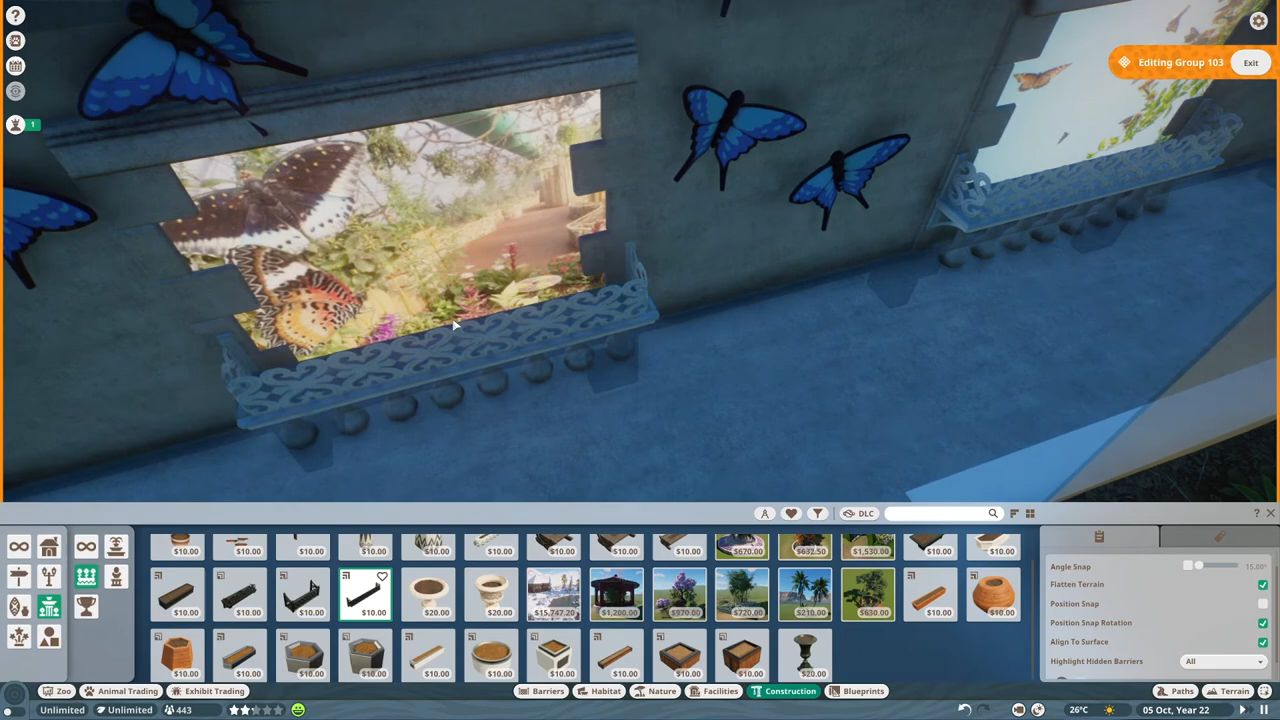 ?
Editing Group 103
Exit
1
DLC
? ×
$10.00 $10.00 $10.00 $10.00 $10.00 $10.00 $10.00 $10.00 $10.00 $670.00 $632.50 $1,530.00 $10.00 $10.00
$10.00 $10.00 $10.00 $10.00 $20.00 $20.00 $15,747.20 $1,200.00 $970.00 $720.00 $210.00 $630.00 $10.00 $10.00
$10.00 $10.00 $10.00 $10.00 $10.00 $10.00 $10.00 $10.00 $10.00 $10.00 $20.00
Angle Snap 15.00°
Flatten Terrain
Position Snap
Position Snap Rotation
Align To Surface
Highlight Hidden Barriers All
Zoo Animal Trading Exhibit Trading Barriers Habitat Nature Facilities Construction Blueprints Paths Terrain
Unlimited Unlimited 443 26°C 05 Oct, Year 22